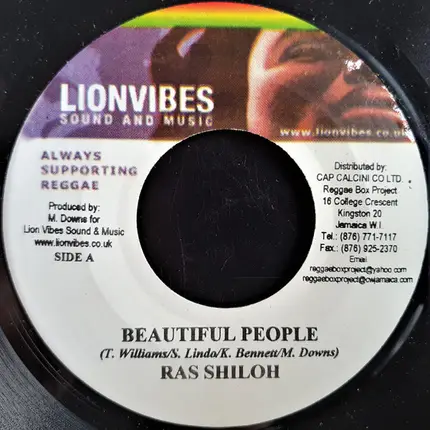 LIONVIBES
SOUND AND MUSIC
www.lionvibes.co.uk
ALWAYS
SUPPORTING
REGGAE
Produced by:
M. Downs for
Lion Vibes Sound & Music
www.lionvibes.co.uk
SIDE A
Distributed by:
CAP CALCINI CO LTD.
Reggae Box Project
16 College Crescent
Kingston 20
Jamaica W.I.
Tel.: (876) 771-7117
Fax.: (876) 925-2370
Email
reggaeboxproject@yahoo.com
reggaeboxproject@cwjamaica.com
BEAUTIFUL PEOPLE
(T. Williams/S. Lindo/K. Bennett/M. Downs)
RAS SHILOH